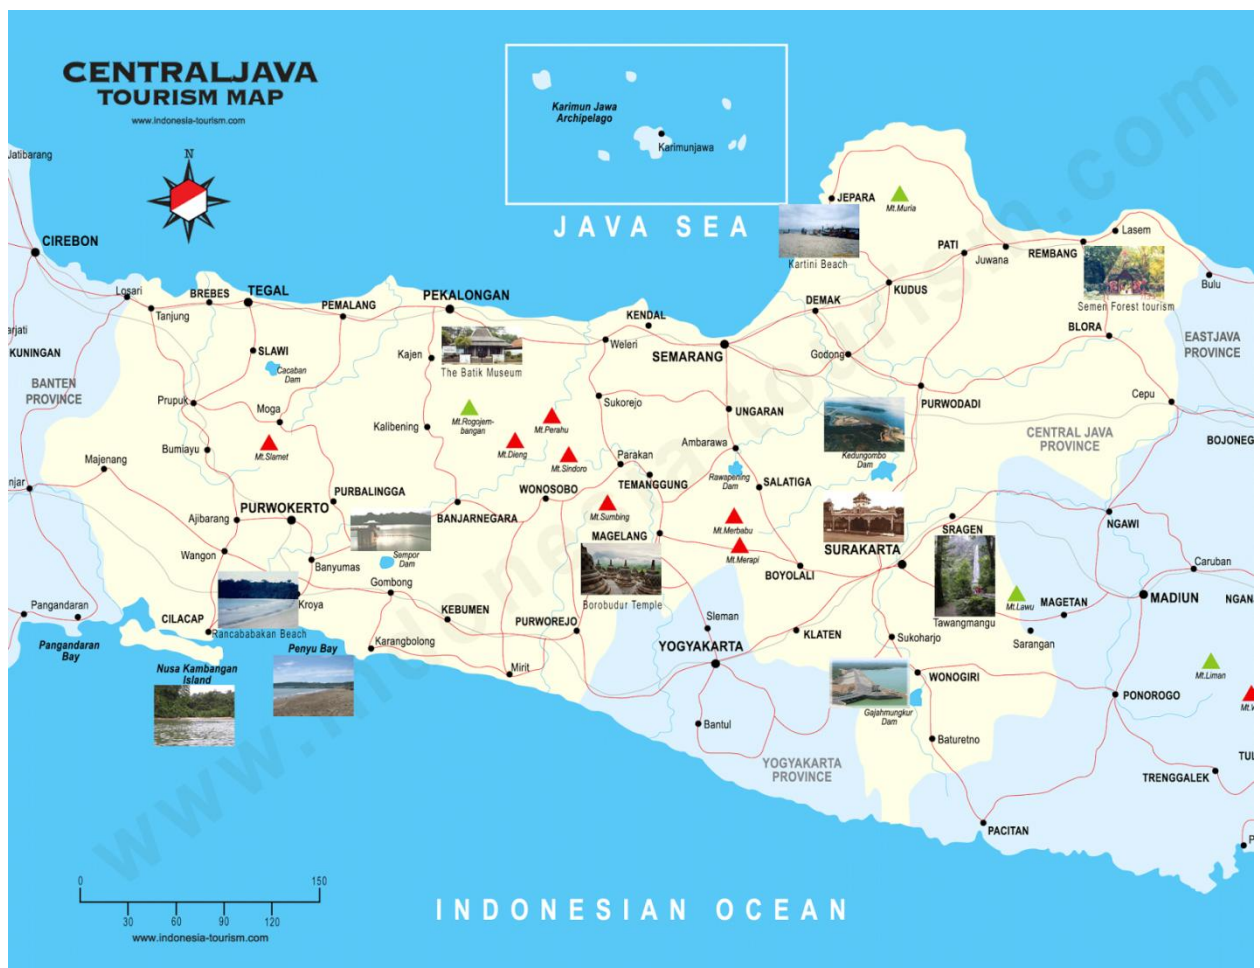 CENTRALJAVA
TOURISM MAP
www.indonesia-tourism.com
N
Karimun Jawa
Archipelago
Karimunjawa
JAVA SEA
Jatibarang
CIREBON
Losari
Tanjung
BREBES
TEGAL
PEMALANG
PEKALONGAN
KENDAL
Weleri
SEMARANG
DEMAK
KUDUS
JEPARA
Mt.Muria
Kartini Beach
PATI
Juwana
REMBANG
Lasem
Semen Forest tourism
Bulu
BLORA
EASTJAVA
PROVINCE
KUNINGAN
BANTEN
PROVINCE
SLAWI
Cacaban
Dam
Kajen
The Batik Museum
Godong
PURWODADI
Cepu
Prupuk
Moga
Kalibening
Mt.Rogojem-
bangan
Mt.Perahu
Mt.Dieng
Mt.Sindoro
Sukorejo
UNGARAN
CENTRAL JAVA
PROVINCE
BOJONEG
Majenang
Bumiayu
Mt.Slamet
Parakan
TEMANGGUNG
Ambarawa
Rawapening
Dam
SALATIGA
Kedungombo
Dam
njar
Ajibarang
PURWOKERTO
PURBALINGGA
BANJARNEGARA
WONOSOBO
Mt.Sumbing
MAGELANG
Mt.Merbabu
Mt.Merapi
SURAKARTA
SRAGEN
NGAWI
Wangon
Banyumas
Sempor
Dam
Gombong
Borobudur Temple
BOYOLALI
Tawangmangu
Mt.Lawu
MAGETAN
Caruban
MADIUN
NGAN
Pangandaran
Pangandaran
Bay
CILACAP
Rancababakan Beach
Kroya
KEBUMEN
PURWOREJO
Sleman
YOGYAKARTA
KLATEN
Sukoharjo
Sarangan
Nusa Kambangan
Island
Penyu Bay
Karangbolong
Mirit
WONOGIRI
Gajahmungkur
Dam
Mt.Liman
PONOROGO
Bantul
Baturetno
YOGYAKARTA
PROVINCE
TRENGGALEK
TUL
PACITAN
0
150
30
60
90
120
www.indonesia-tourism.com
INDONESIAN OCEAN